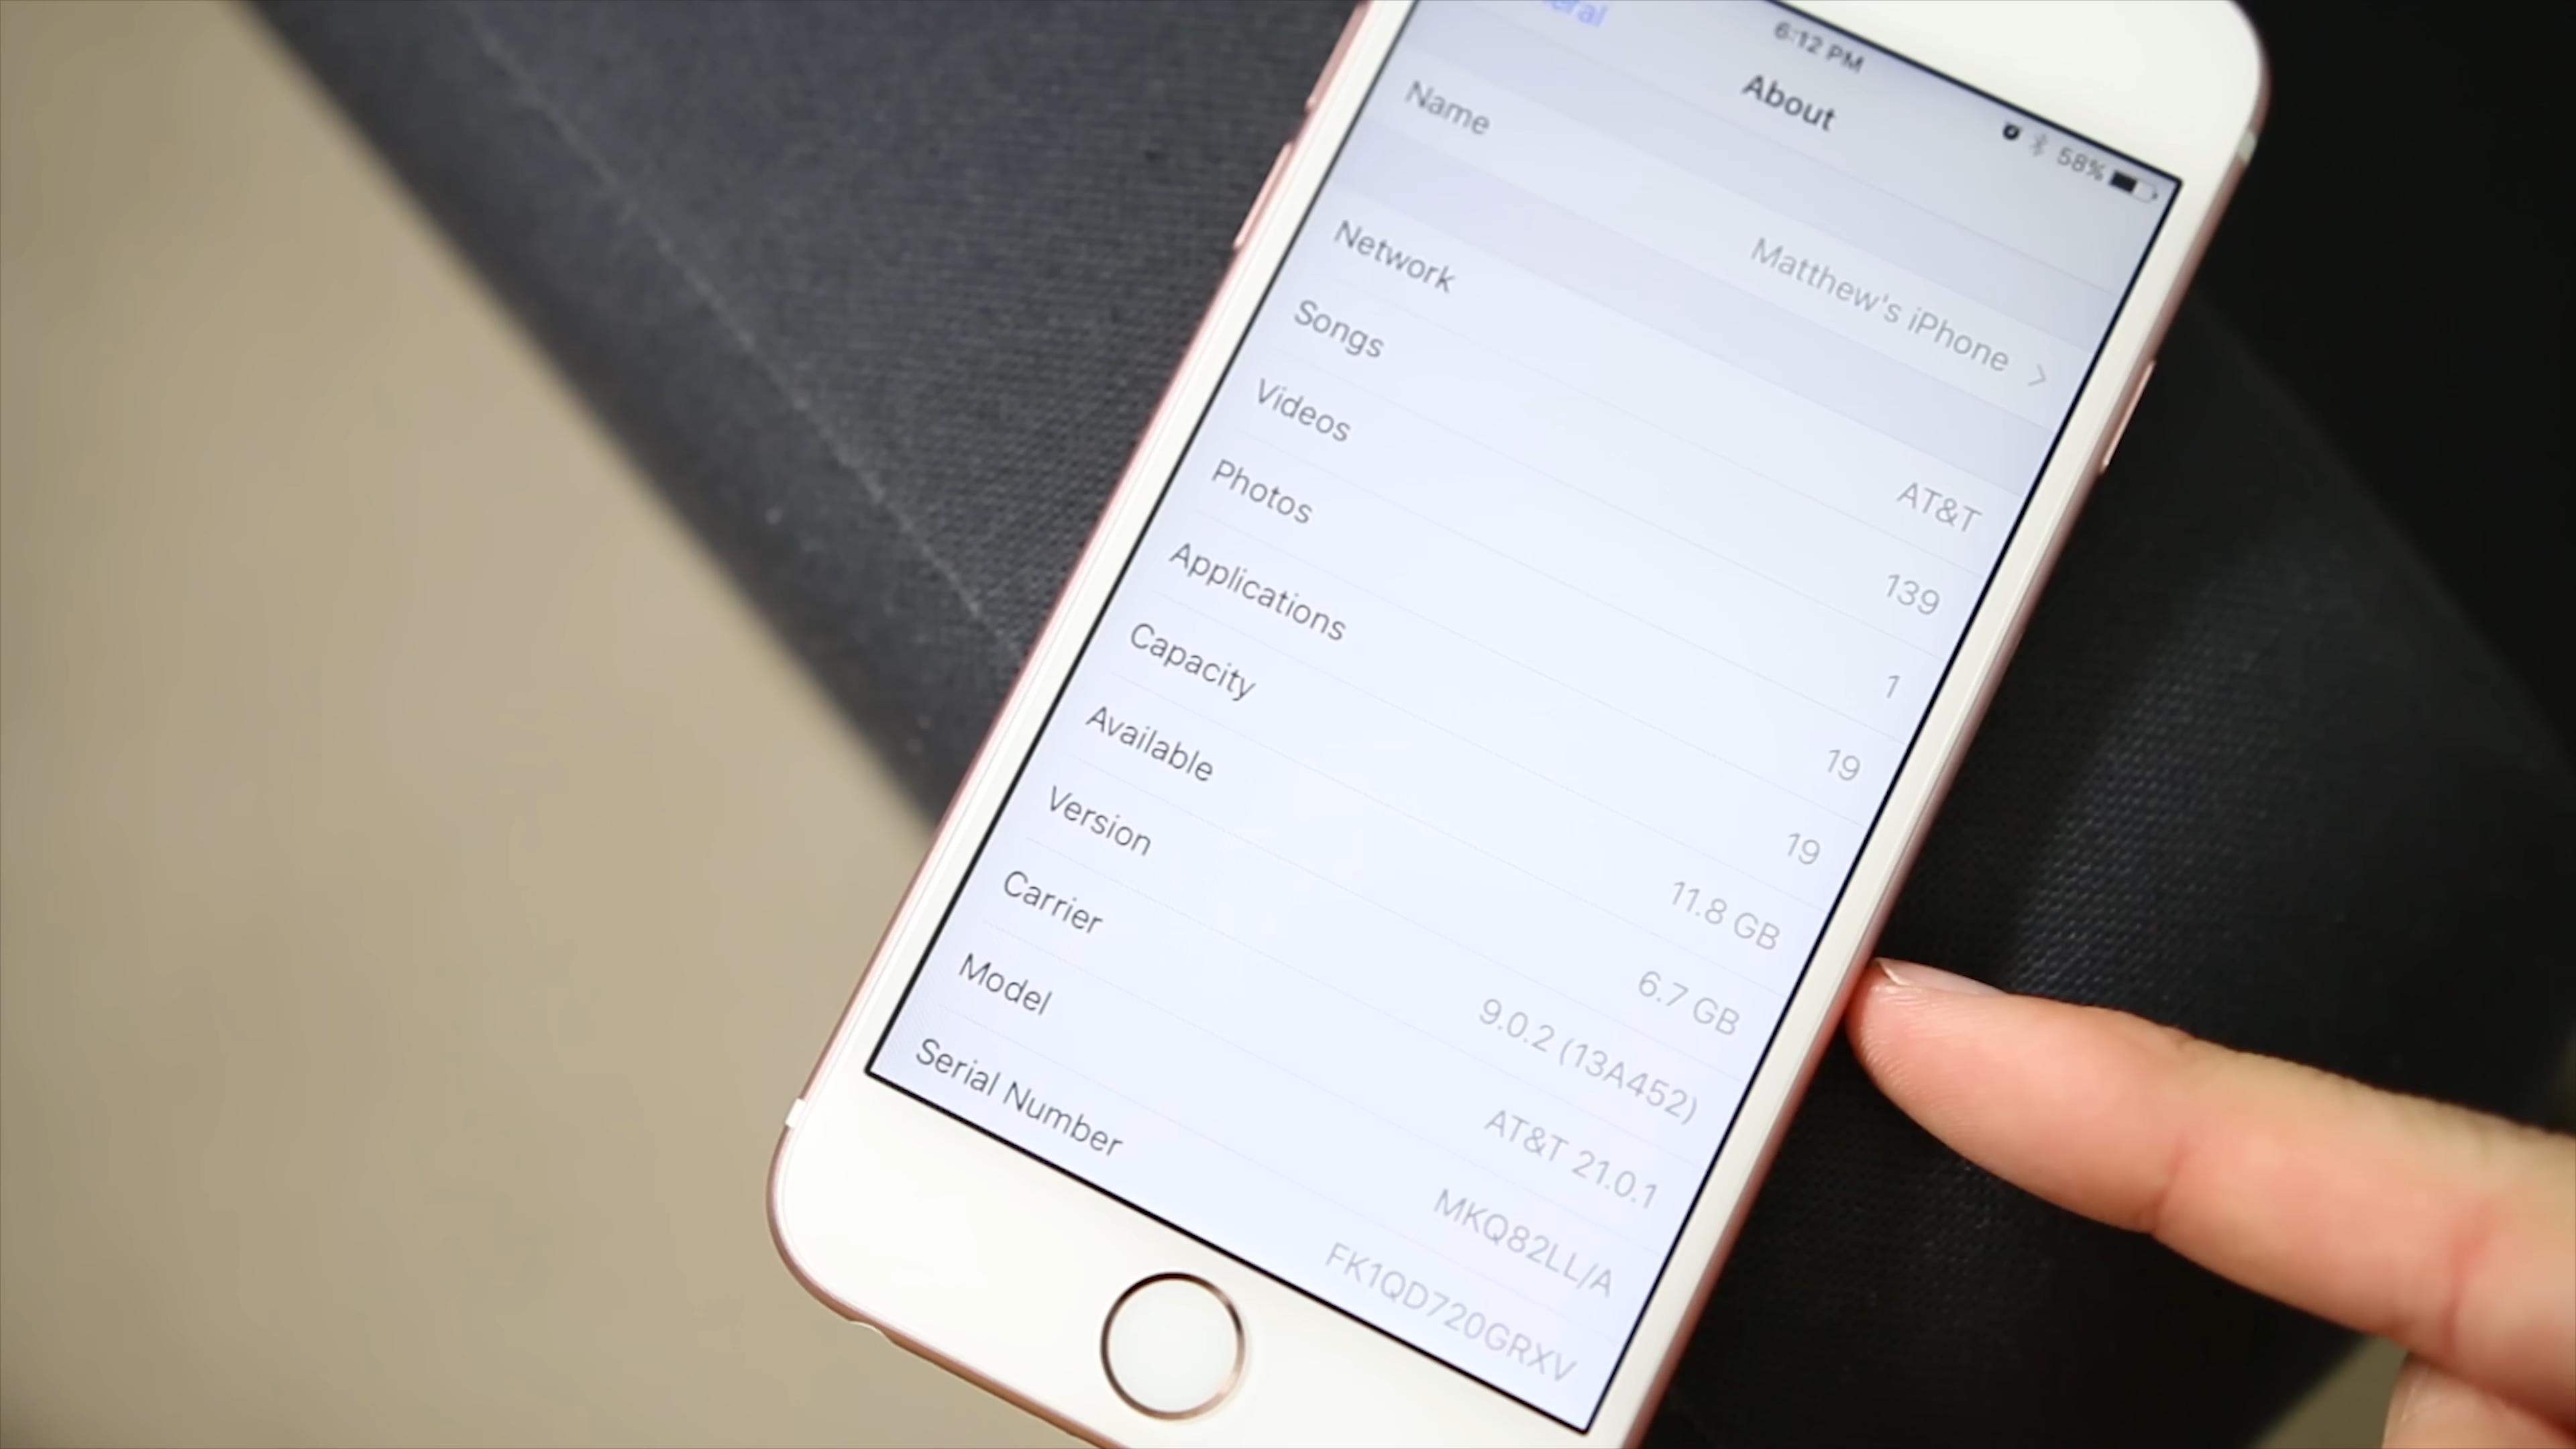 eral
6:12 PM
58%
About
Name Matthew's iPhone
Network AT&T
Songs 139
Videos 1
Photos 19
Applications 19
Capacity 11.8 GB
Available 6.7 GB
Version 9.0.2 (13A452)
Carrier AT&T 21.0.1
Model MKQ82LL/A
Serial Number FK1QD720GRXV